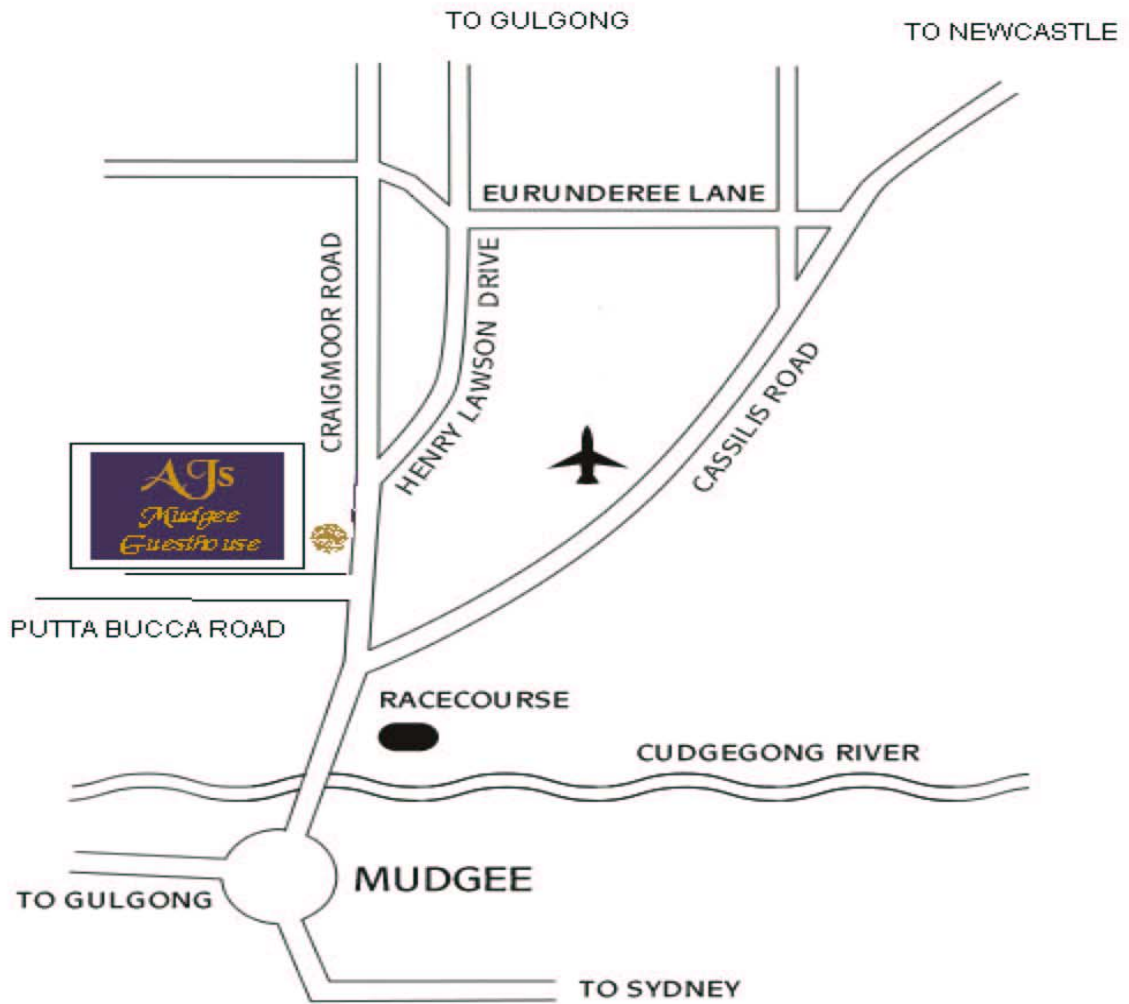 TO GULGONG
TO NEWCASTLE
EURUNDEREE LANE
CRAIGMOOR ROAD
HENRY LAWSON DRIVE
CASSILIS ROAD
AJs
Mudgee
Guesthouse
PUTTA BUCCA ROAD
RACECOURSE
CUDGEGONG RIVER
MUDGEE
TO GULGONG
TO SYDNEY